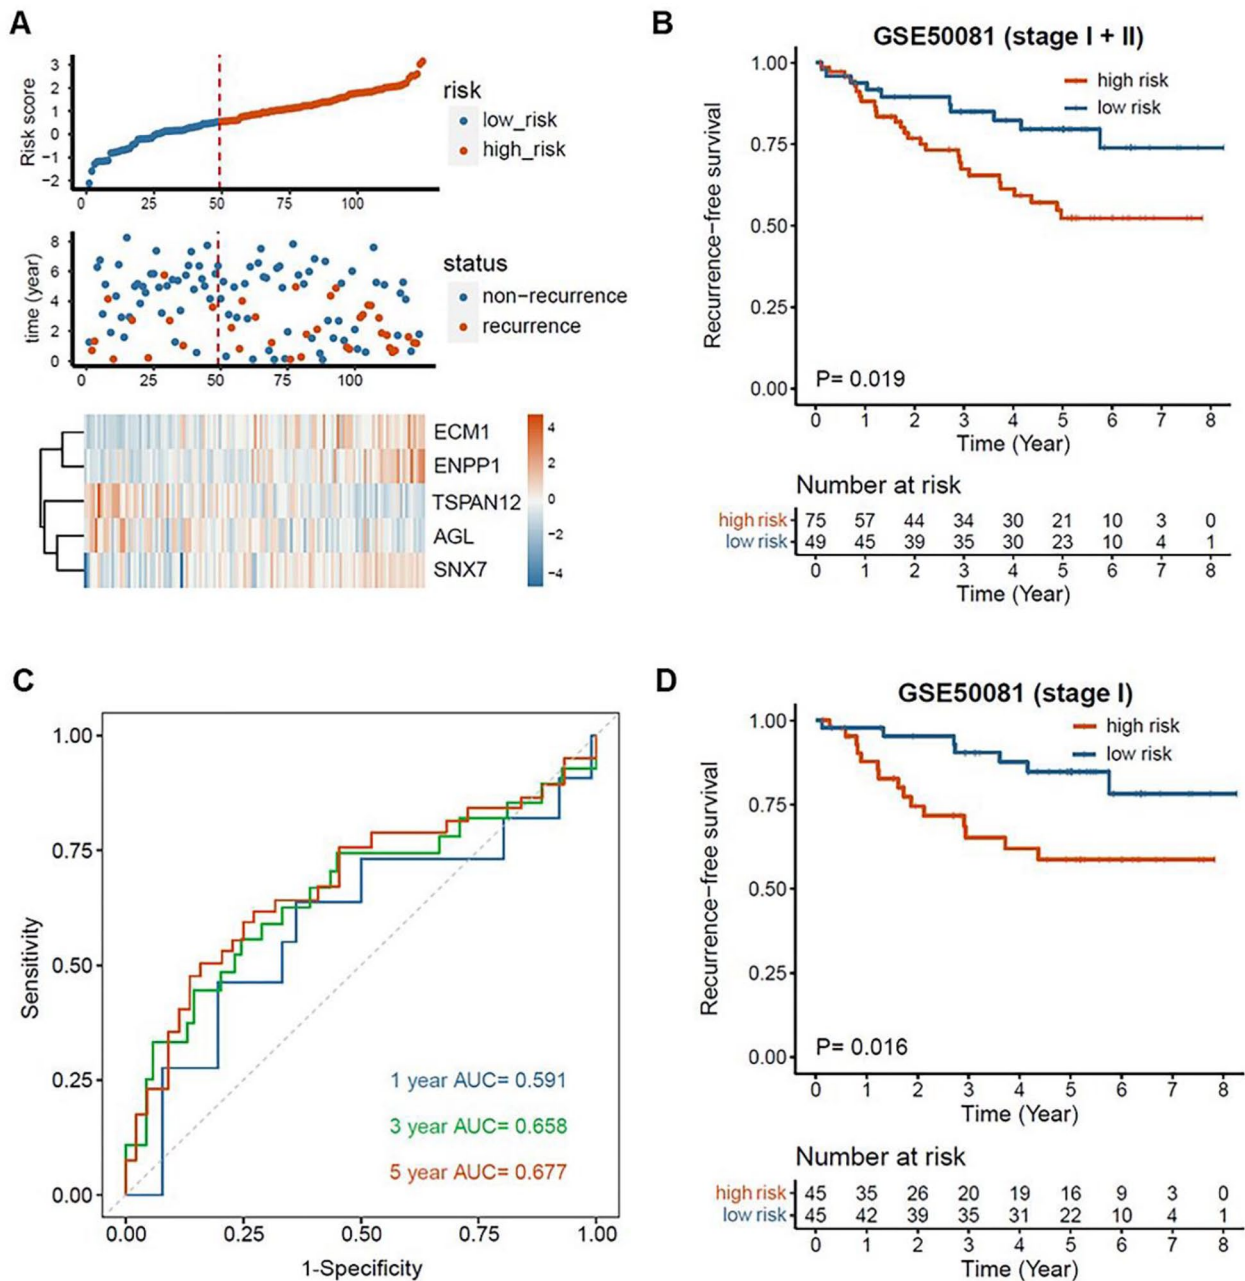 A
Risk score
3
2
1
0
−1
−2
0 25 50 75 100
risk
low_risk
high_risk
time (year)
8
6
4
2
0
0 25 50 75 100
status
non-recurrence
recurrence
ECM1
ENPP1
TSPAN12
AGL
SNX7
4
2
0
−2
−4
B
GSE50081 (stage I + II)
high risk
low risk
Recurrence−free survival
1.00
0.75
0.50
0.25
0.00
P= 0.019
0 1 2 3 4 5 6 7 8
Time (Year)
Number at risk
high risk 75 57 44 34 30 21 10 3 0
low risk 49 45 39 35 30 23 10 4 1
0 1 2 3 4 5 6 7 8
Time (Year)
C
Sensitivity
1.00
0.75
0.50
0.25
0.00
1 year AUC= 0.591
3 year AUC= 0.658
5 year AUC= 0.677
0.00 0.25 0.50 0.75 1.00
1-Specificity
D
GSE50081 (stage I)
high risk
low risk
Recurrence−free survival
1.00
0.75
0.50
0.25
0.00
P= 0.016
0 1 2 3 4 5 6 7 8
Time (Year)
Number at risk
high risk 45 35 26 20 19 16 9 3 0
low risk 45 42 39 35 31 22 10 4 1
0 1 2 3 4 5 6 7 8
Time (Year)